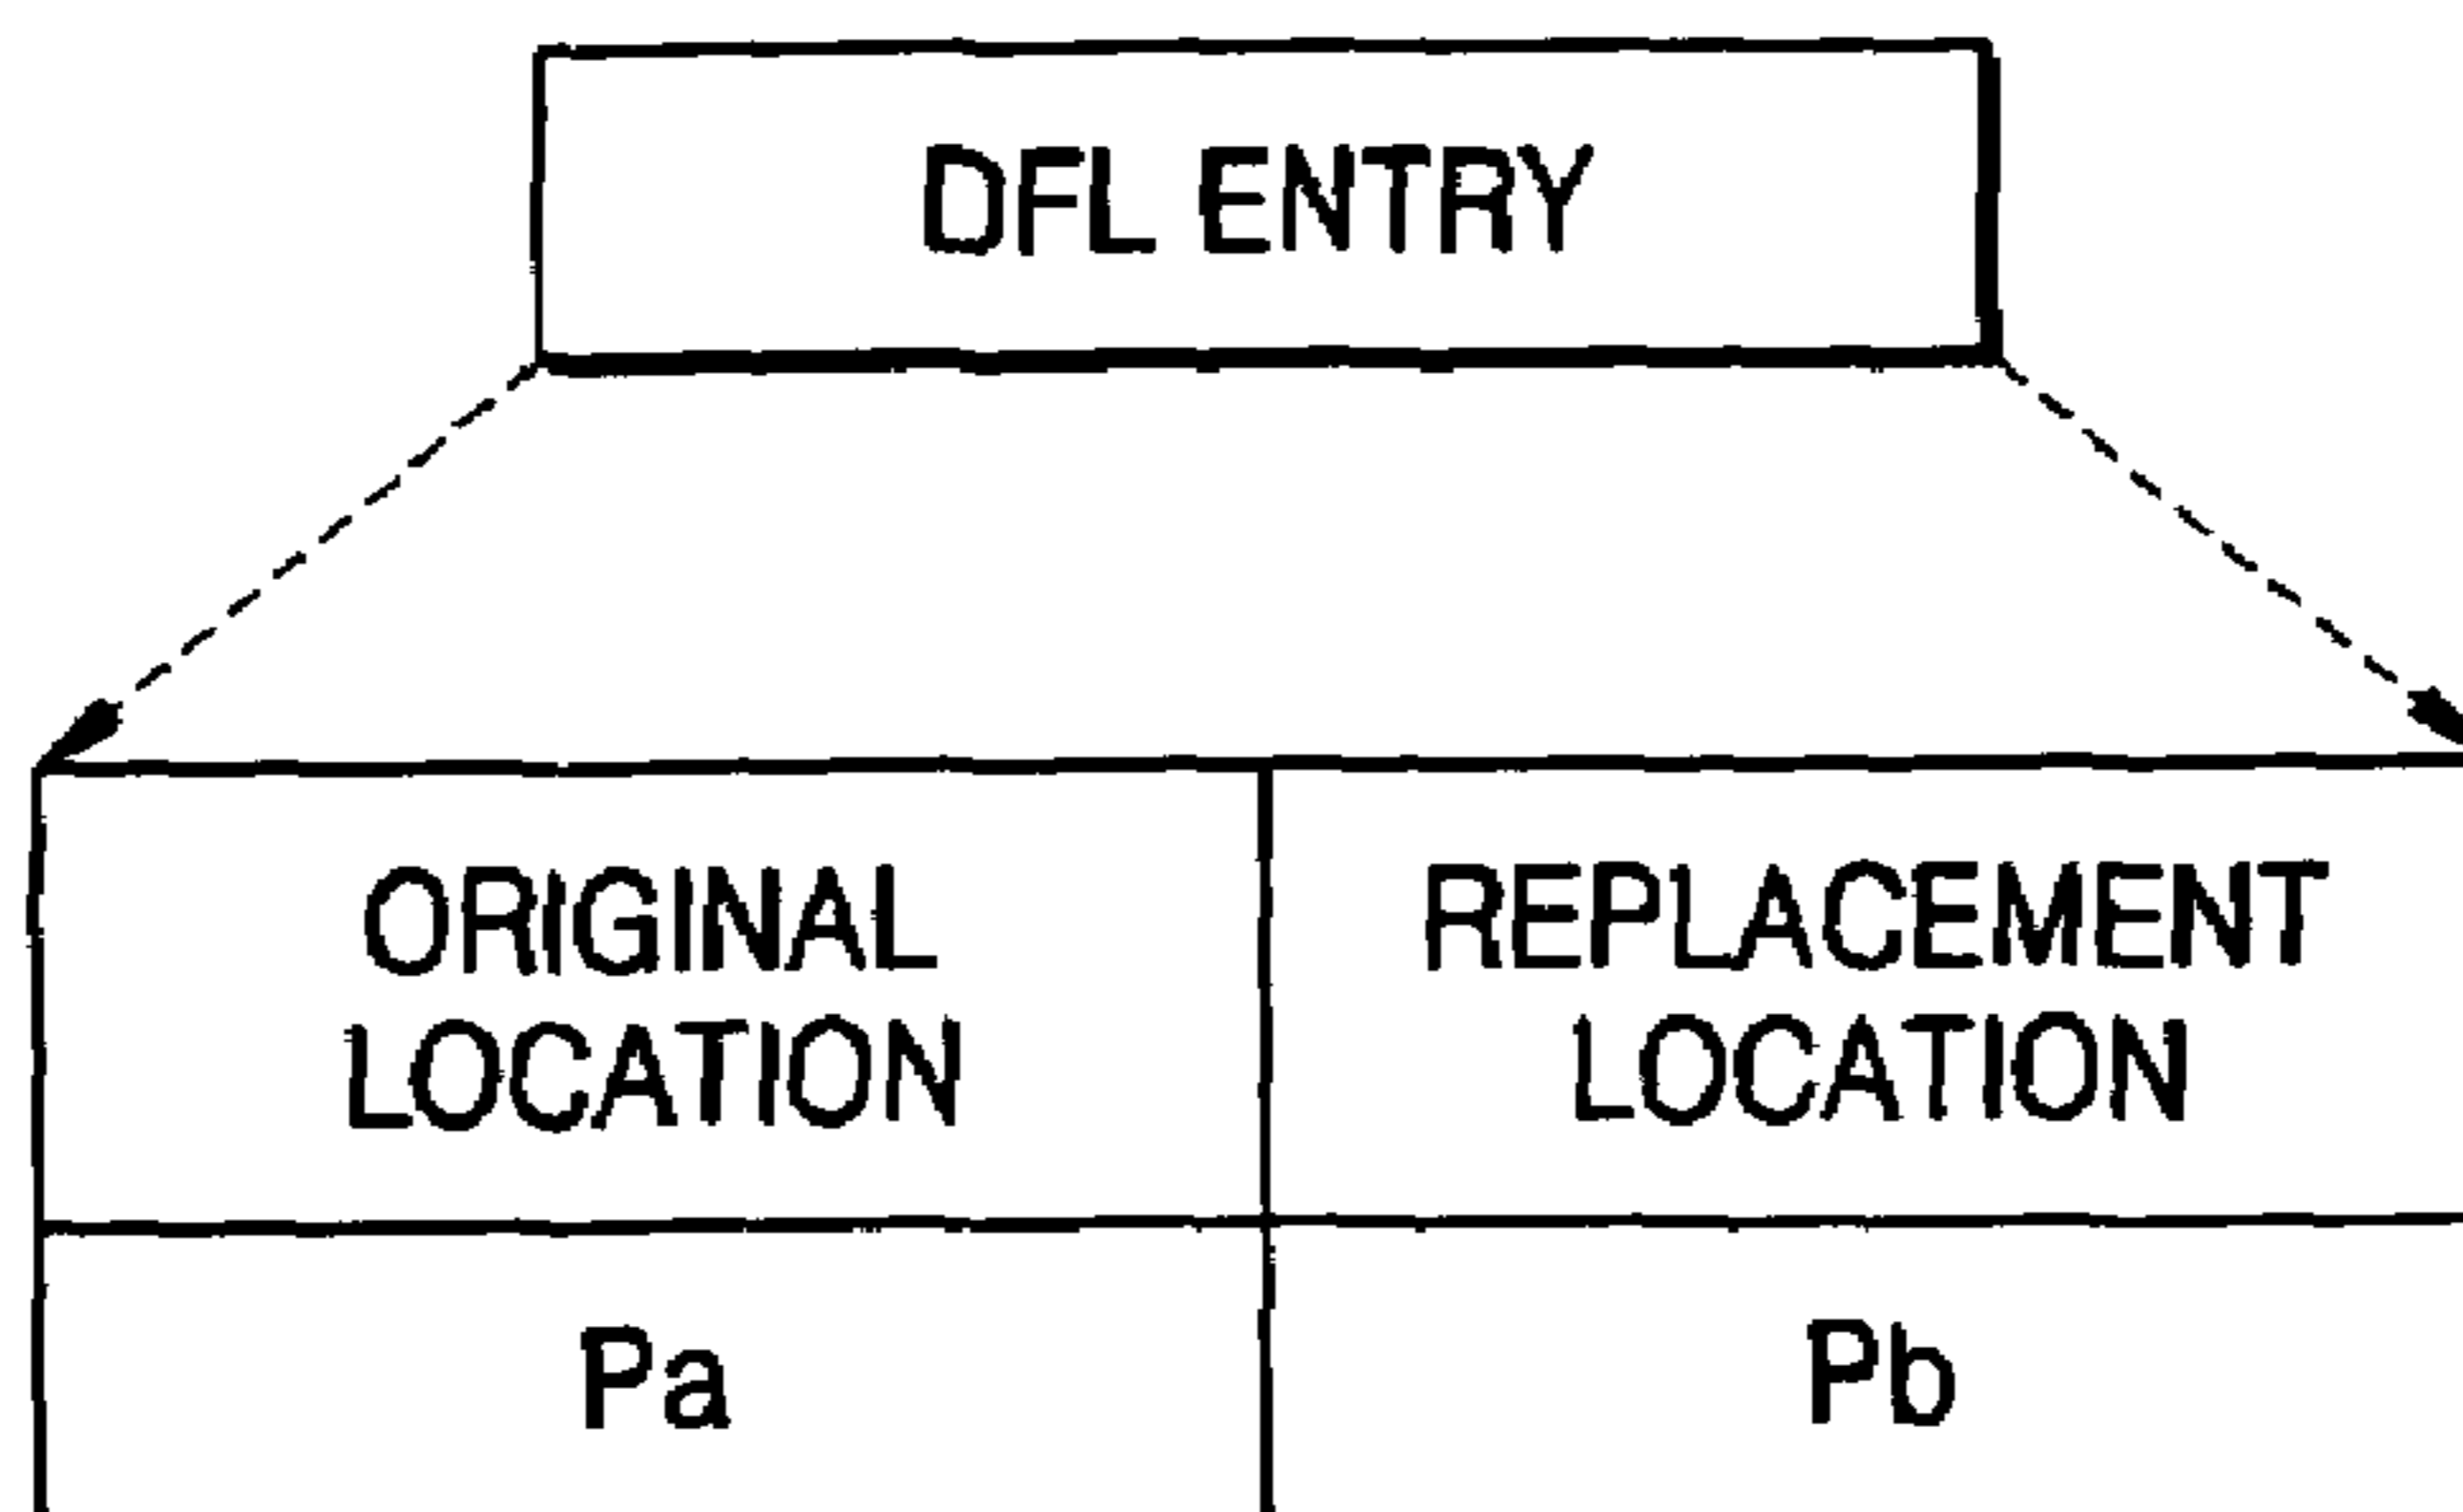 DFL ENTRY
ORIGINAL
LOCATION
REPLACEMENT
LOCATION
Pa
Pb